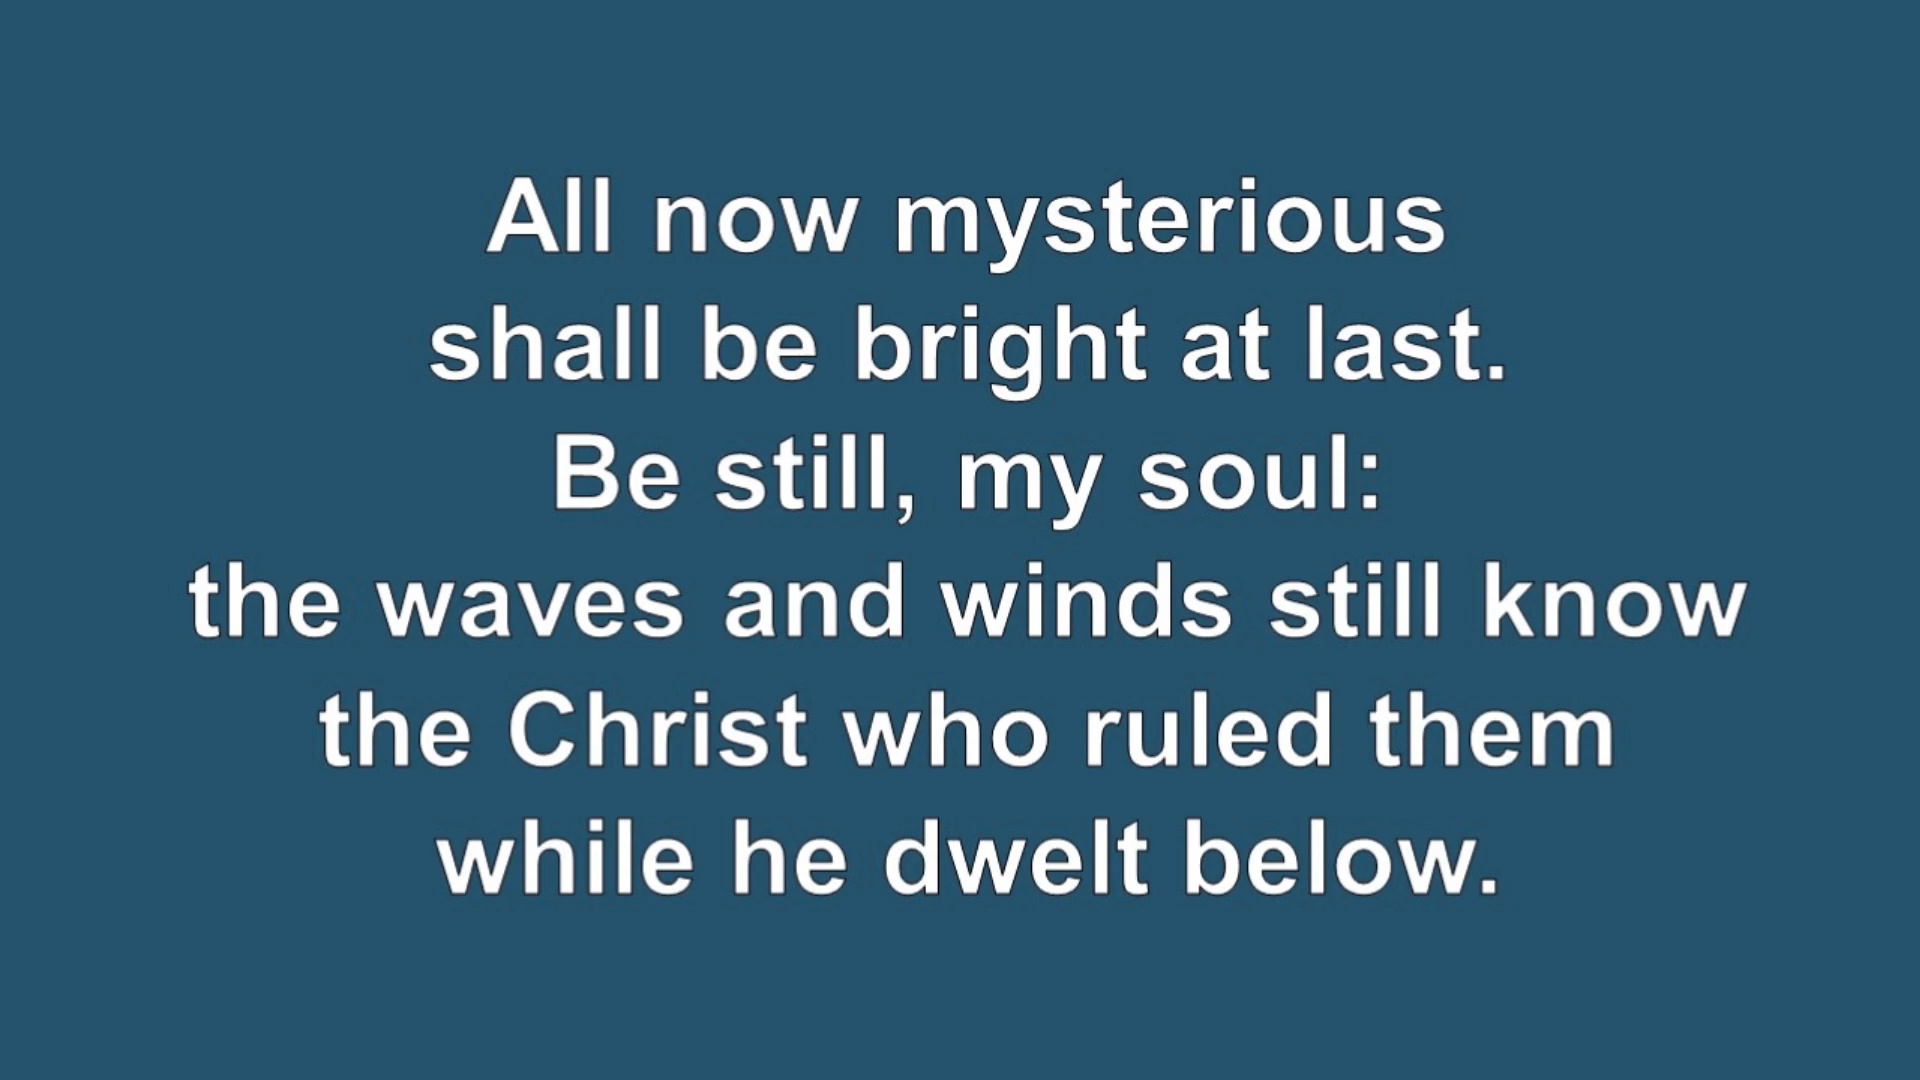 All now mysterious
shall be bright at last.
Be still, my soul:
the waves and winds still know
the Christ who ruled them
while he dwelt below.